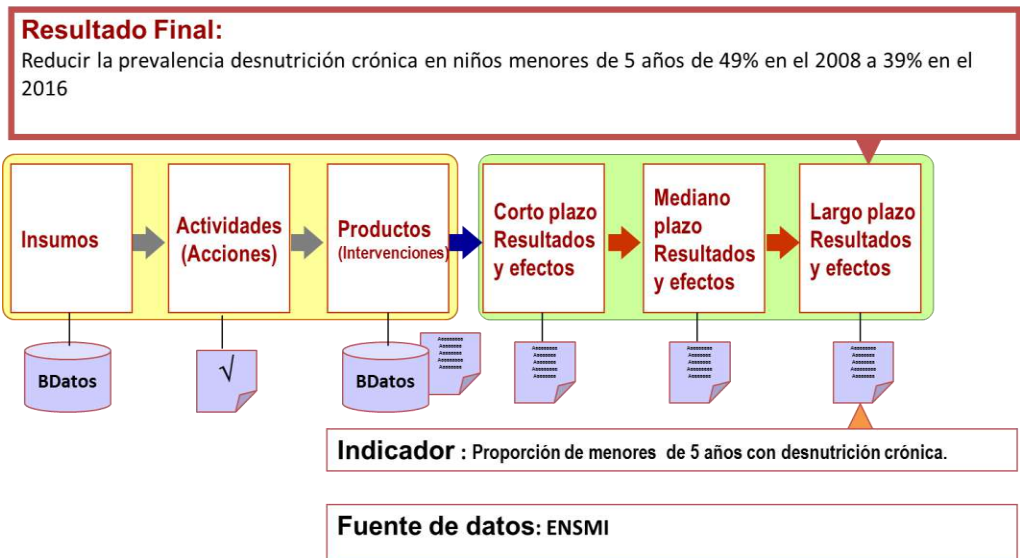 Resultado Final:
Reducir la prevalencia desnutrición crónica en niños menores de 5 años de 49% en el 2008 a 39% en el
2016
Insumos
Actividades
(Acciones)
Productos
(Intervenciones)
Corto plazo
Resultados
y efectos
Mediano
plazo
Resultados
y efectos
Largo plazo
Resultados
y efectos
BDatos
√
BDatos
Indicador : Proporción de menores de 5 años con desnutrición crónica.
Fuente de datos: ENSMI